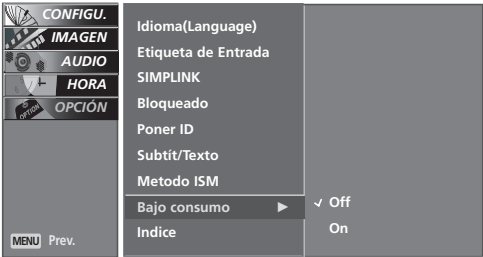 CONFIGU.
IMAGEN
AUDIO
HORA
OPCIÓN
OPTION
MENU Prev.
Idioma(Language)
Etiqueta de Entrada
SIMPLINK
Bloqueado
Poner ID
Subtít/Texto
Metodo ISM
Bajo consumo ►
Indice
✓ Off
On